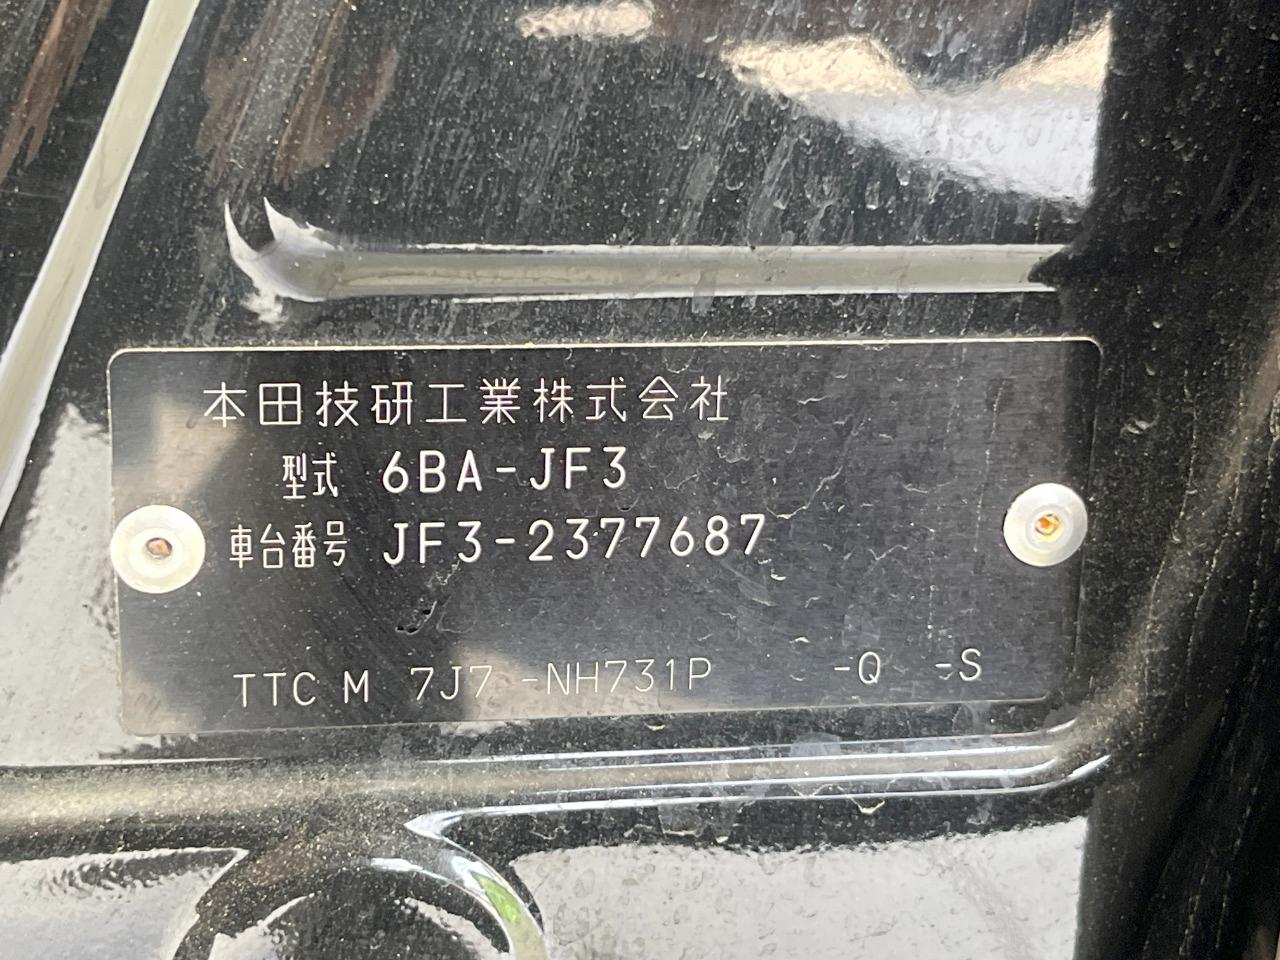 本田技研工業株式会社
型式 6BA-JF3
車台番号 JF3-2377687
TTC M 7J7 -NH731P -Q -S